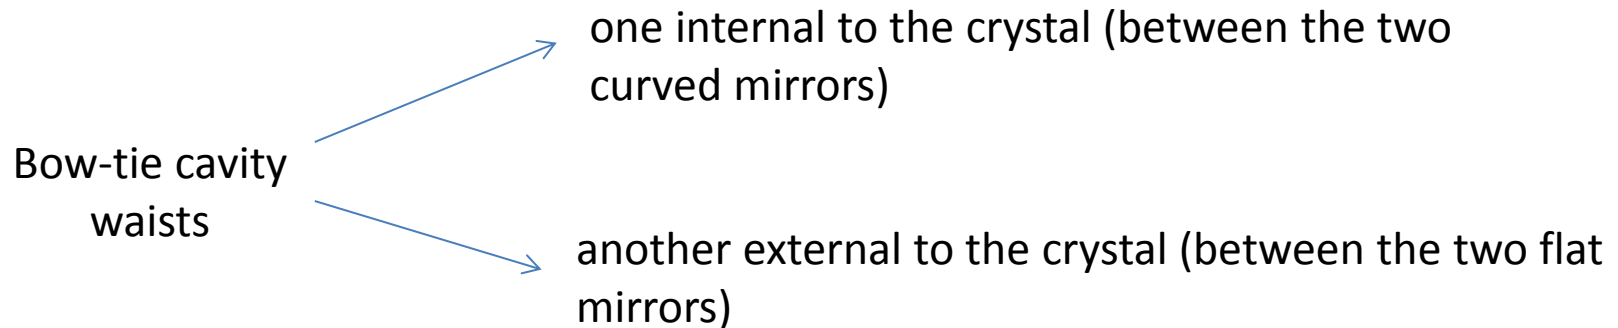 one internal to the crystal (between the two
curved mirrors)
Bow-tie cavity
waists
another external to the crystal (between the two flat
mirrors)